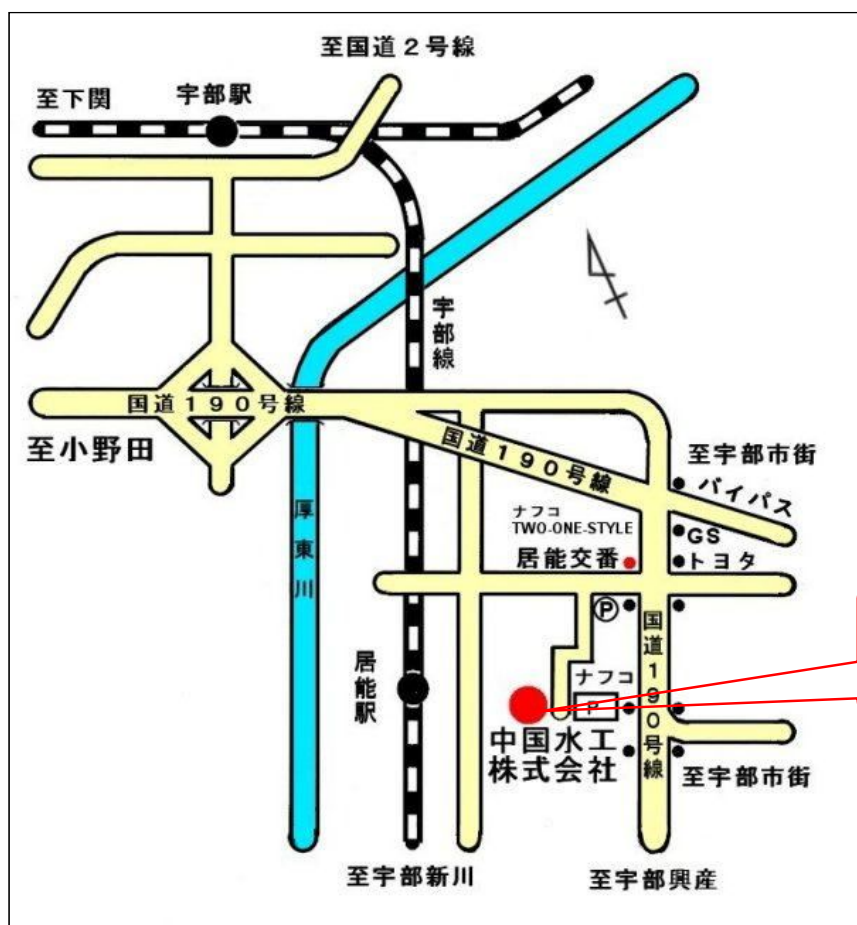 至国道2号線
至下関
宇部駅
宇部線
国道190号線
至小野田
国道190号線
至宇部市街
バイパス
ナフコ
TWO-ONE-STYLE
GS
居能交番
トヨタ
厚東川
P
国道190号線
居能駅
ナフコ
P
中国水工
株式会社
至宇部市街
至宇部新川
至宇部興産